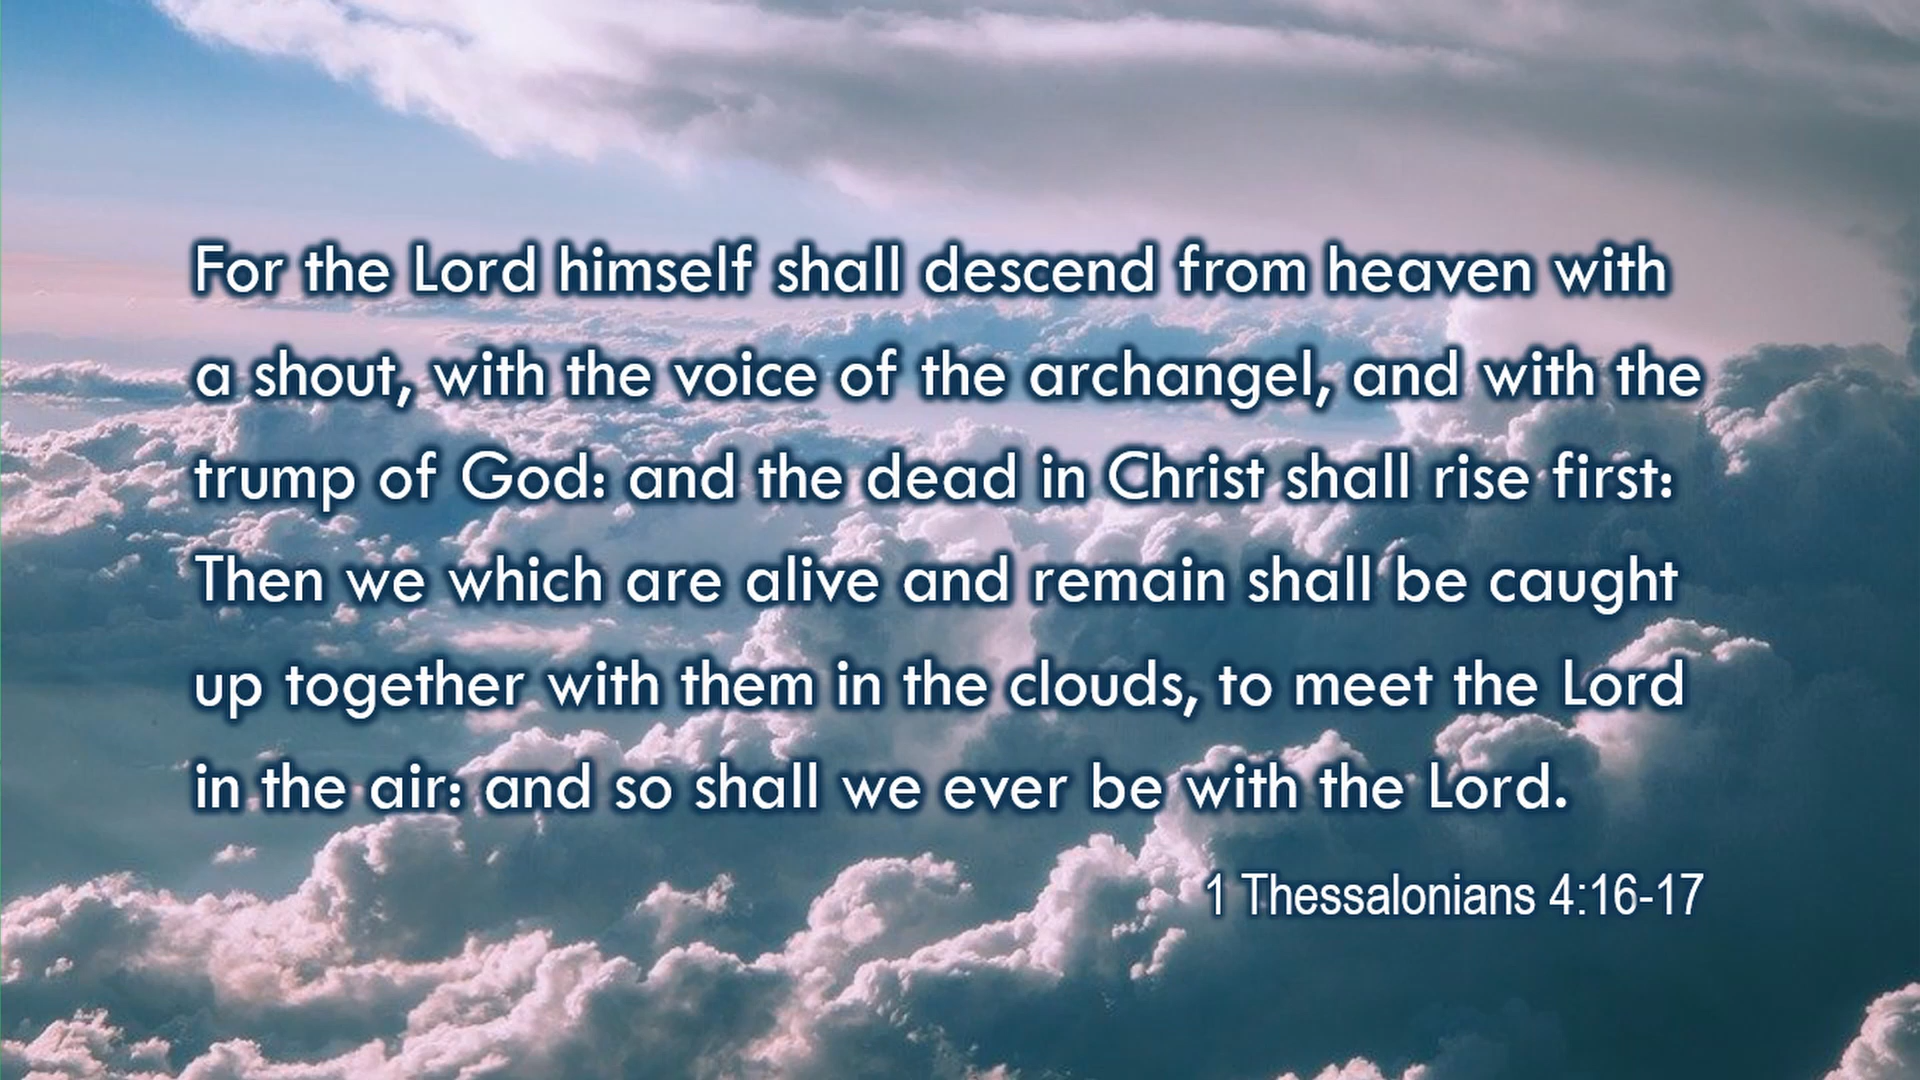 For the Lord himself shall descend from heaven with
a shout, with the voice of the archangel, and with the
trump of God: and the dead in Christ shall rise first:
Then we which are alive and remain shall be caught
up together with them in the clouds, to meet the Lord
in the air: and so shall we ever be with the Lord.
1 Thessalonians 4:16-17